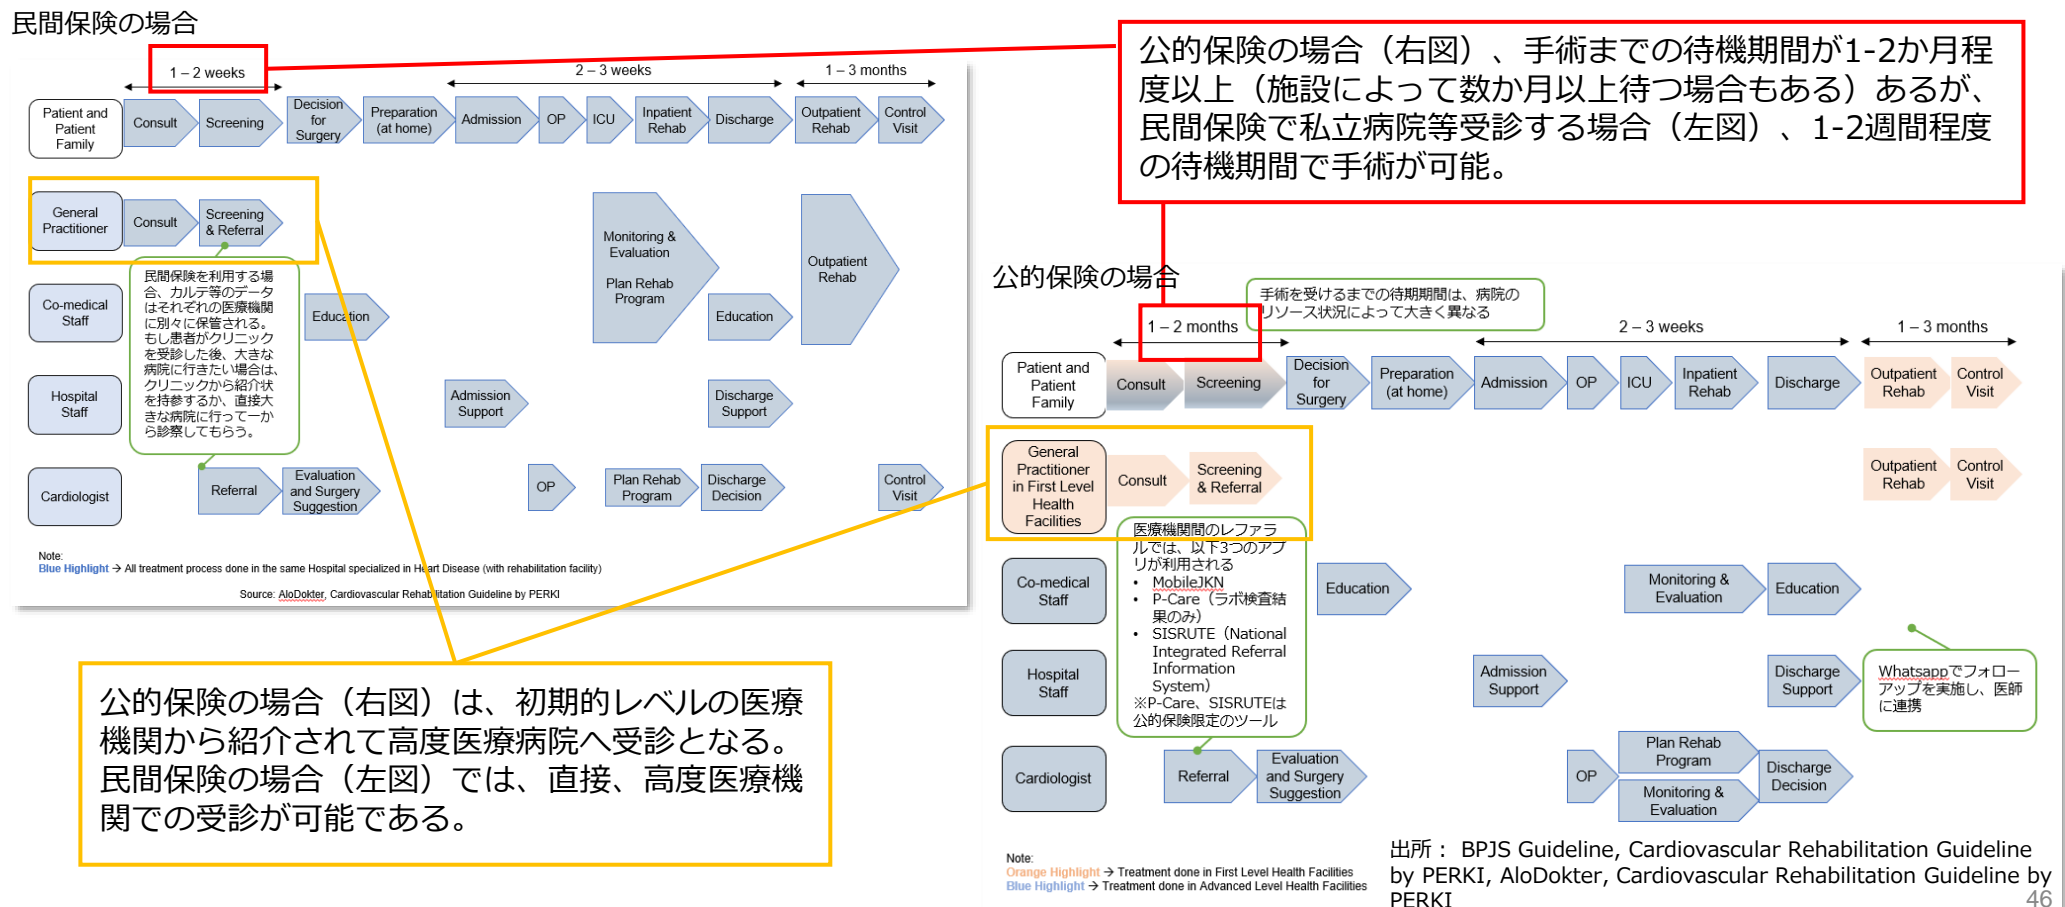 民間保険の場合
1 – 2 weeks
2 – 3 weeks
1 – 3 months
Patient and
Patient
Family
Consult
Screening
Decision
for
Surgery
Preparation
(at home)
Admission
OP
ICU
Inpatient
Rehab
Discharge
Outpatient
Rehab
Control
Visit
General
Practitioner
Consult
Screening
& Referral
Monitoring &
Evaluation
Plan Rehab
Program
Outpatient
Rehab
民間保険を利用する場
合、カルテ等のデータ
はそれぞれの医療機関
に別々に保管される。
もし患者がクリニック
を受診した後、大きな
病院に行きたい場合は、
クリニックから紹介状
を持参するか、直接大
きな病院に行って一か
ら診察してもらう。
Co-medical
Staff
Education
Education
Hospital
Staff
Admission
Support
Discharge
Support
Cardiologist
Referral
Evaluation
and Surgery
Suggestion
OP
Plan Rehab
Program
Discharge
Decision
Control
Visit
Note:
Blue Highlight → All treatment process done in the same Hospital specialized in Heart Disease (with rehabilitation facility)
Source: AloDokter, Cardiovascular Rehabilitation Guideline by PERKI
公的保険の場合（右図）、手術までの待機期間が1-2か月程
度以上（施設によって数か月以上待つ場合もある）あるが、
民間保険で私立病院等受診する場合（左図）、1-2週間程度
の待機期間で手術が可能。
公的保険の場合
手術を受けるまでの待期期間は、病院の
リソース状況によって大きく異なる
1 – 2 months
2 – 3 weeks
1 – 3 months
Patient and
Patient
Family
Consult
Screening
Decision
for
Surgery
Preparation
(at home)
Admission
OP
ICU
Inpatient
Rehab
Discharge
Outpatient
Rehab
Control
Visit
General
Practitioner
in First Level
Health
Facilities
Consult
Screening
& Referral
Outpatient
Rehab
Control
Visit
医療機関間のレファラ
ルでは、以下3つのアプ
リが利用される
• MobileJKN
• P-Care（ラボ検査結
果のみ）
• SISRUTE（National
Integrated Referral
Information
System）
※P-Care、SISRUTEは
公的保険限定のツール
Co-medical
Staff
Education
Monitoring &
Evaluation
Education
Hospital
Staff
Admission
Support
Discharge
Support
Whatsappでフォロー
アップを実施し、医師
に連携
Cardiologist
Referral
Evaluation
and Surgery
Suggestion
OP
Plan Rehab
Program
Monitoring &
Evaluation
Discharge
Decision
Note:
Orange Highlight → Treatment done in First Level Health Facilities
Blue Highlight → Treatment done in Advanced Level Health Facilities
公的保険の場合（右図）は、初期的レベルの医療
機関から紹介されて高度医療病院へ受診となる。
民間保険の場合（左図）では、直接、高度医療機
関での受診が可能である。
出所： BPJS Guideline, Cardiovascular Rehabilitation Guideline
by PERKI, AloDokter, Cardiovascular Rehabilitation Guideline by
PERKI
46